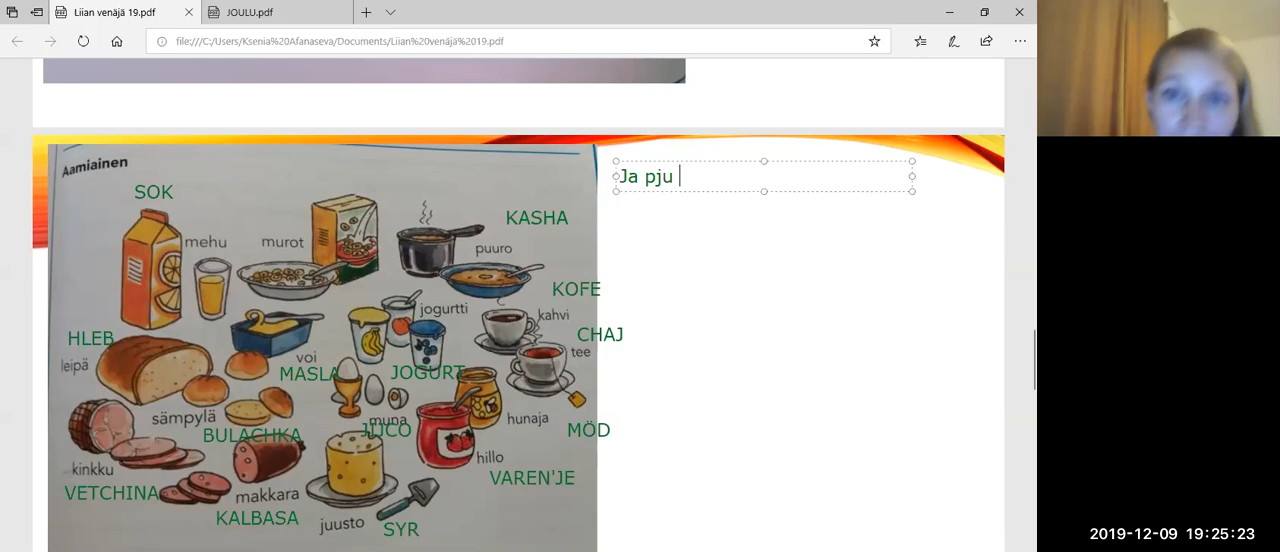 Liian venäjä 19.pdf
JOULU.pdf
file:///C:/Users/Ksenia%20Afanaseva/Documents/Liian%20venäjä%2019.pdf
Aamiainen
Ja pju
SOK
KASHA
mehu
murot
puuro
KOFE
jogurtti
kahvi
HLEB
CHAJ
leipä
voi
tee
MASLA
JOGURT
sämpylä
muna
hunaja
BULACHKA
JIJCO
MÖD
kinkku
hillo
VETCHINA
makkara
VAREN'JE
KALBASA
juusto
SYR
2019-12-09 19:25:23